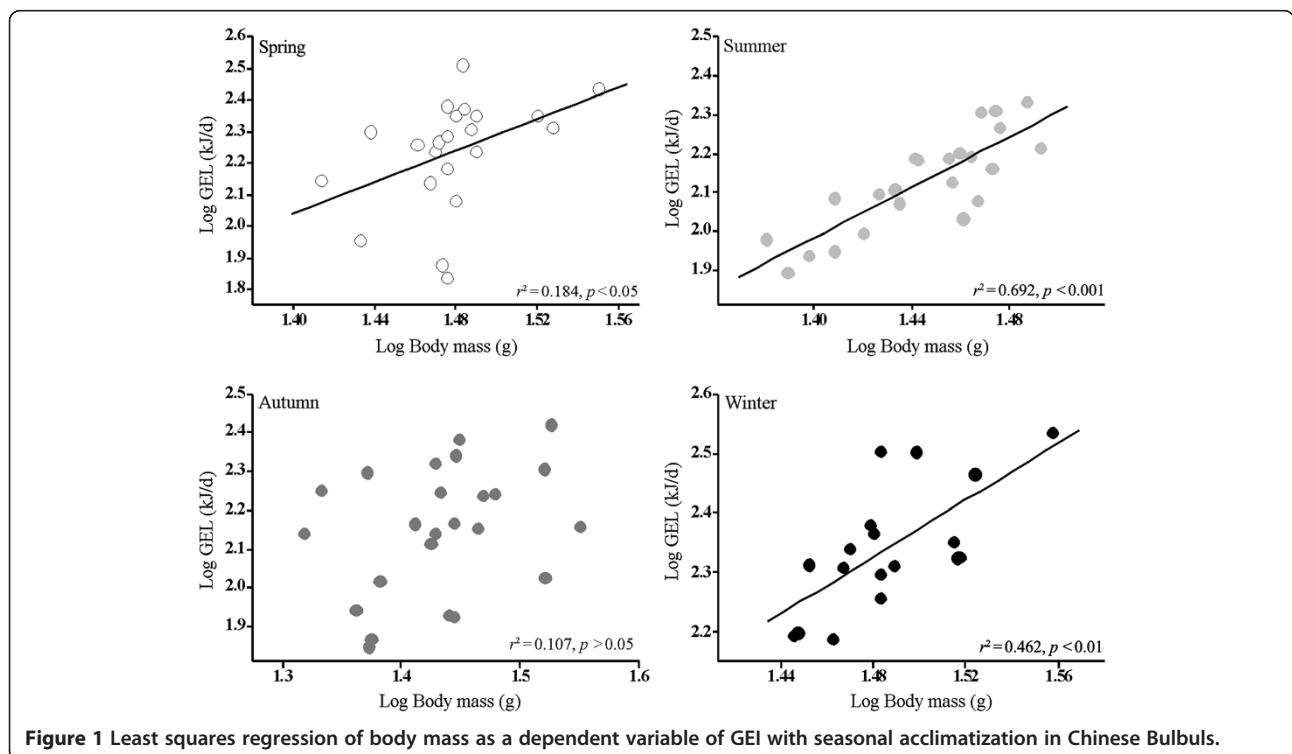 Spring
Log GEL (kJ/d)
2.6
2.5
2.4
2.3
2.2
2.1
2.0
1.9
1.8
r² = 0.184, p < 0.05
1.40 1.44 1.48 1.52 1.56
Log Body mass (g)
Summer
Log GEL (kJ/d)
2.5
2.4
2.3
2.2
2.1
2.0
1.9
r² = 0.692, p < 0.001
1.40 1.44 1.48
Log Body mass (g)
Autumn
Log GEL (kJ/d)
2.5
2.4
2.3
2.2
2.1
2.0
1.9
r² = 0.107, p > 0.05
1.3 1.4 1.5 1.6
Log Body mass (g)
Winter
Log GEL (kJ/d)
2.6
2.5
2.4
2.3
2.2
r² = 0.462, p < 0.01
1.44 1.48 1.52 1.56
Log Body mass (g)
Figure 1 Least squares regression of body mass as a dependent variable of GEI with seasonal acclimatization in Chinese Bulbuls.